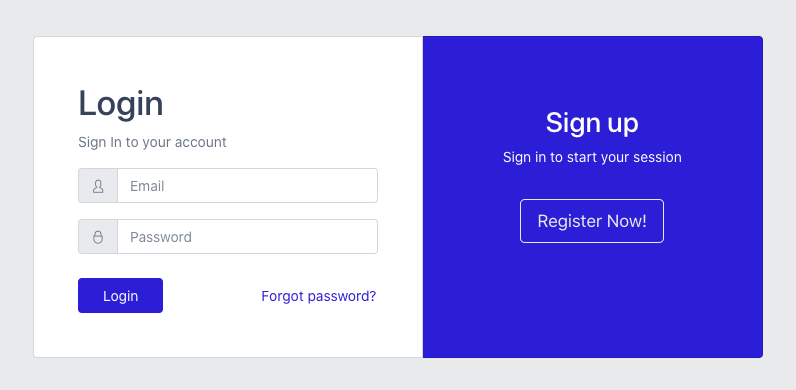 Login
Sign In to your account
Email
Password
Login
Forgot password?
Sign up
Sign in to start your session
Register Now!